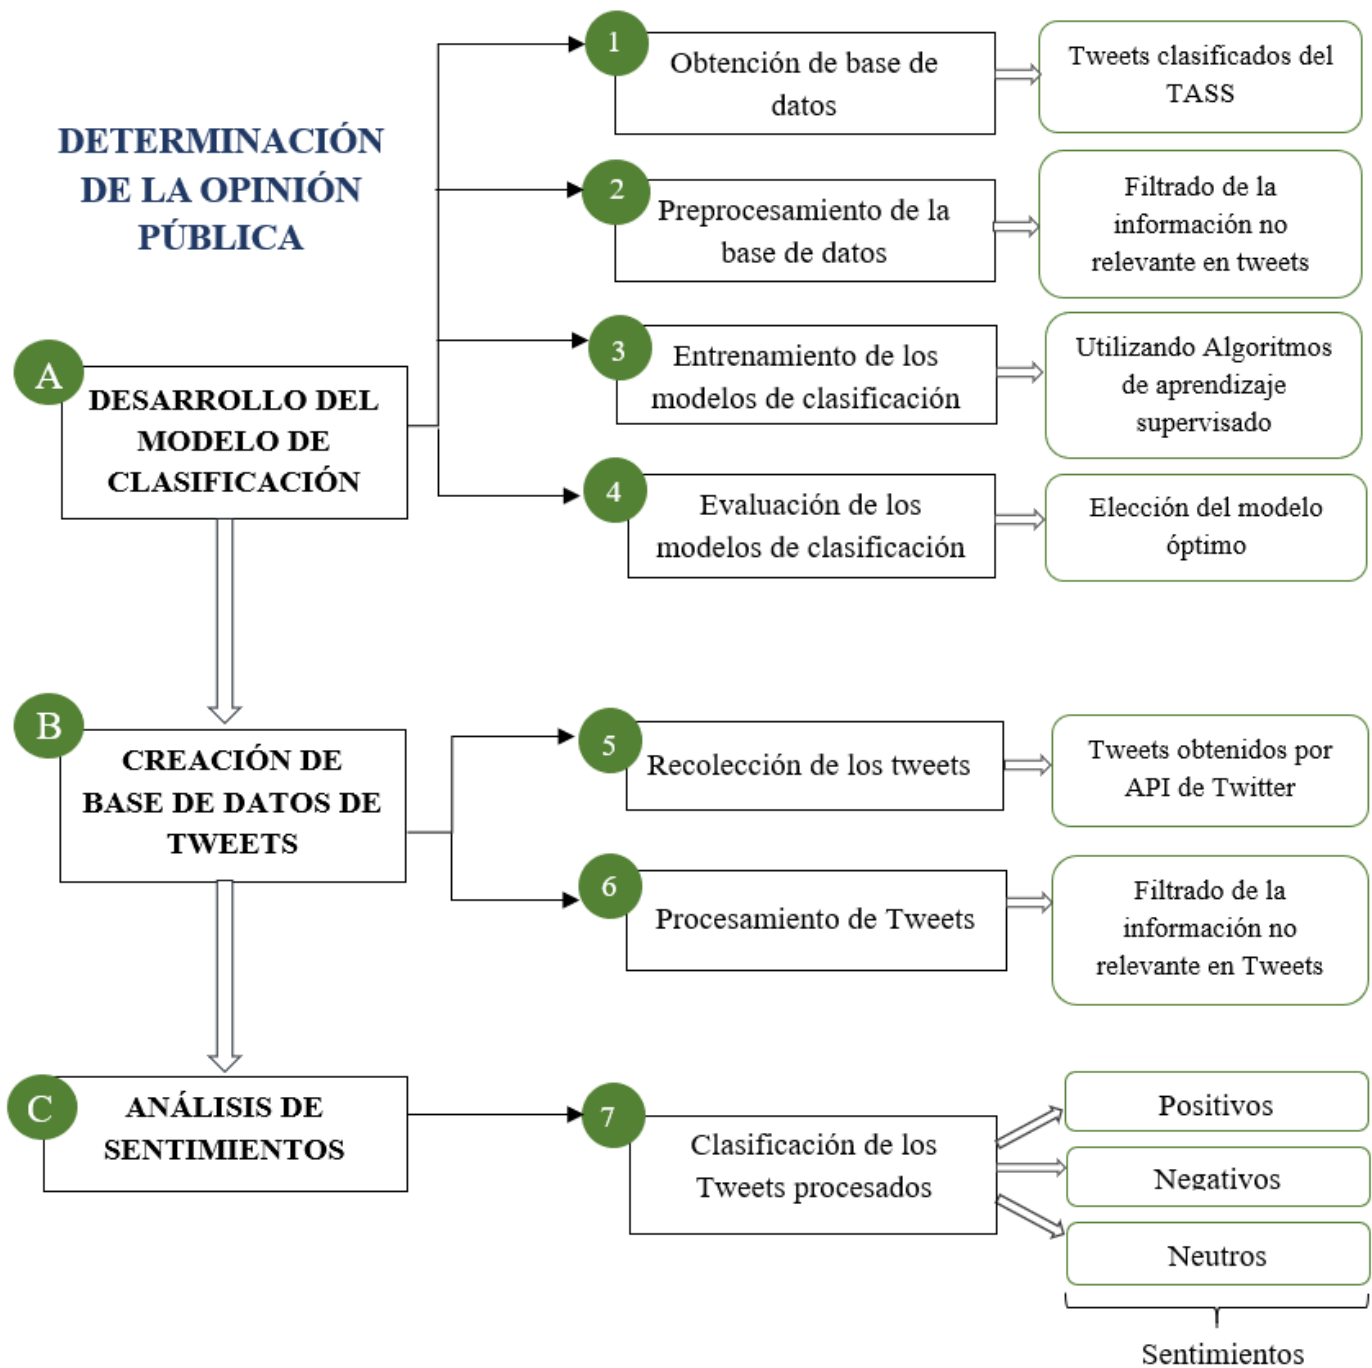 DETERMINACIÓN
DE LA OPINIÓN
PÚBLICA
A
DESARROLLO DEL
MODELO DE
CLASIFICACIÓN
1
Obtención de base de
datos
Tweets clasificados del
TASS
2
Preprocesamiento de la
base de datos
Filtrado de la
información no
relevante en tweets
3
Entrenamiento de los
modelos de clasificación
Utilizando Algoritmos
de aprendizaje
supervisado
4
Evaluación de los
modelos de clasificación
Elección del modelo
óptimo
B
CREACIÓN DE
BASE DE DATOS DE
TWEETS
5
Recolección de los tweets
Tweets obtenidos por
API de Twitter
6
Procesamiento de Tweets
Filtrado de la
información no
relevante en Tweets
C
ANÁLISIS DE
SENTIMIENTOS
7
Clasificación de los
Tweets procesados
Positivos
Negativos
Neutros
Sentimientos